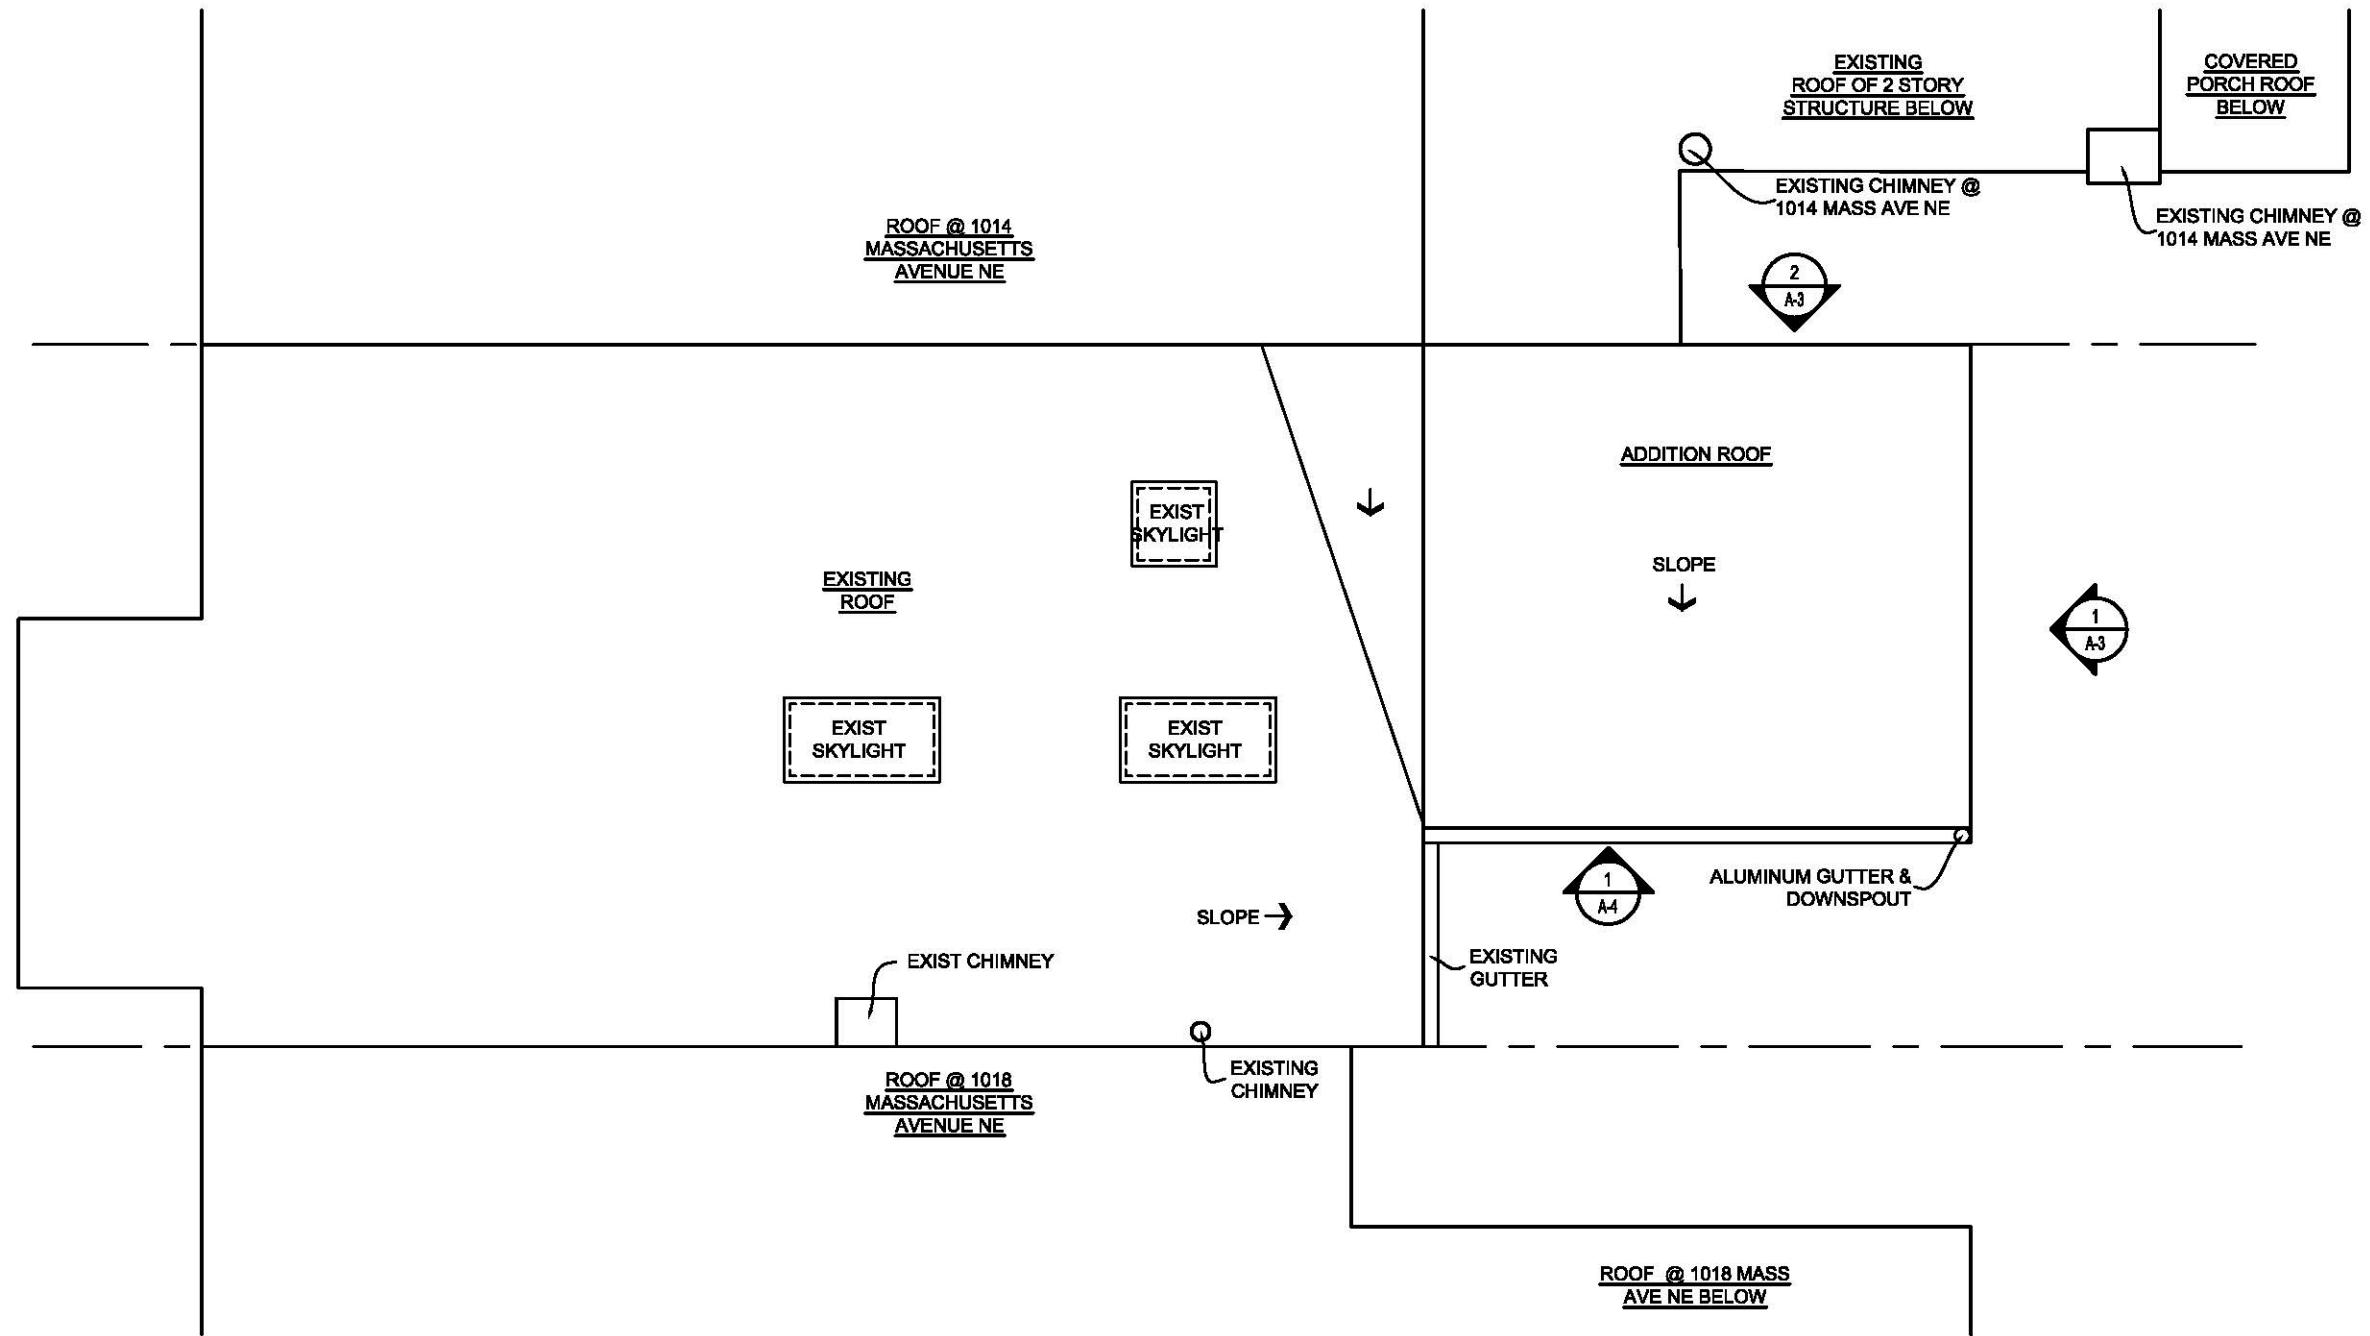 EXISTING
ROOF OF 2 STORY
STRUCTURE BELOW
COVERED
PORCH ROOF
BELOW
EXISTING CHIMNEY @
1014 MASS AVE NE
EXISTING CHIMNEY @
1014 MASS AVE NE
ROOF @ 1014
MASSACHUSETTS
AVENUE NE
2
A-3
ADDITION ROOF
EXIST
SKYLIGHT
SLOPE
EXISTING
ROOF
1
A-3
EXIST
SKYLIGHT
EXIST
SKYLIGHT
ALUMINUM GUTTER &
DOWNSPOUT
1
A-4
SLOPE
EXIST CHIMNEY
EXISTING
GUTTER
EXISTING
CHIMNEY
ROOF @ 1018
MASSACHUSETTS
AVENUE NE
ROOF @ 1018 MASS
AVE NE BELOW